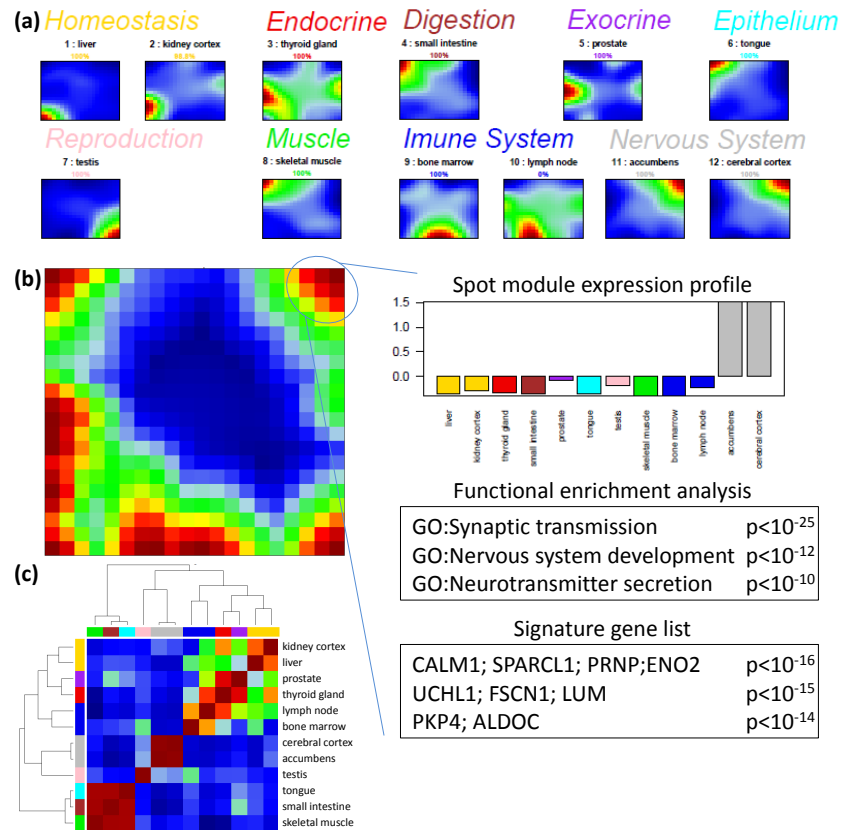 (a) Homeostasis Endocrine Digestion Exocrine Epithelium
1 : liver 2 : kidney cortex 3 : thyroid gland 4 : small intestine 5 : prostate 6 : tongue
100% 100% 100% 100% 100%
Reproduction Muscle Imune System Nervous System
7 : testis 8 : skeletal muscle 9 : bone marrow 10 : lymph node 11 : accumbens 12 : cerebral cortex
100% 100% 100% 0% 100% 100%
(b)
Spot module expression profile
1.5
1.0
0.5
0.0
liver
kidney cortex
thyroid gland
small intestine
prostate
tongue
testis
skeletal muscle
bone marrow
lymph node
accumbens
cerebral cortex
Functional enrichment analysis
GO:Synaptic transmission p<10-25
GO:Nervous system development p<10-12
GO:Neurotransmitter secretion p<10-10
Signature gene list
CALM1; SPARCL1; PRNP;ENO2 p<10-16
UCHL1; FSCN1; LUM p<10-15
PKP4; ALDOC p<10-14
(c)
kidney cortex
liver
prostate
thyroid gland
lymph node
bone marrow
cerebral cortex
accumbens
testis
tongue
small intestine
skeletal muscle